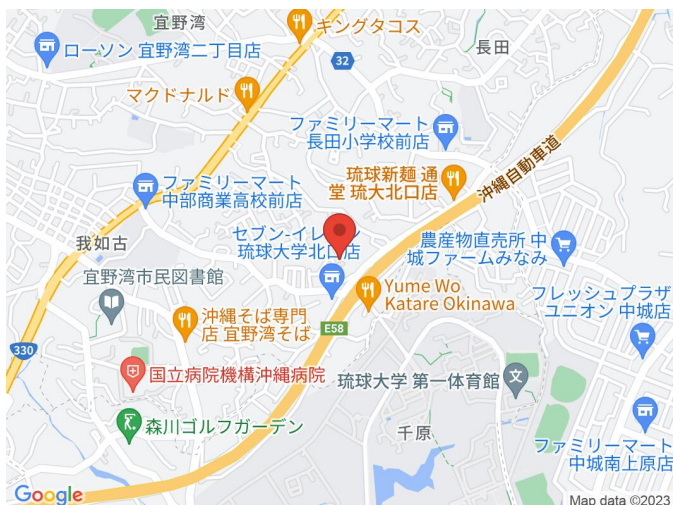 宜野湾
キングタコス
ローソン 宜野湾二丁目店
32
長田
マクドナルド
ファミリーマート
長田小学校前店
沖縄自動車道
琉球新麺 通
堂 琉大北口店
ファミリーマート
中部商業高校前店
我如古
セブン-イレブン
琉球大学北口店
農産物直売所 中
城ファームみなみ
宜野湾市民図書館
Yume Wo
Katare Okinawa
フレッシュプラザ
ユニオン 中城店
沖縄そば専門
店 宜野湾そば
E58
330
国立病院機構沖縄病院
琉球大学 第一体育館
森川ゴルフガーデン
千原
ファミリーマート
中城南上原店
Google
Map data ©2023